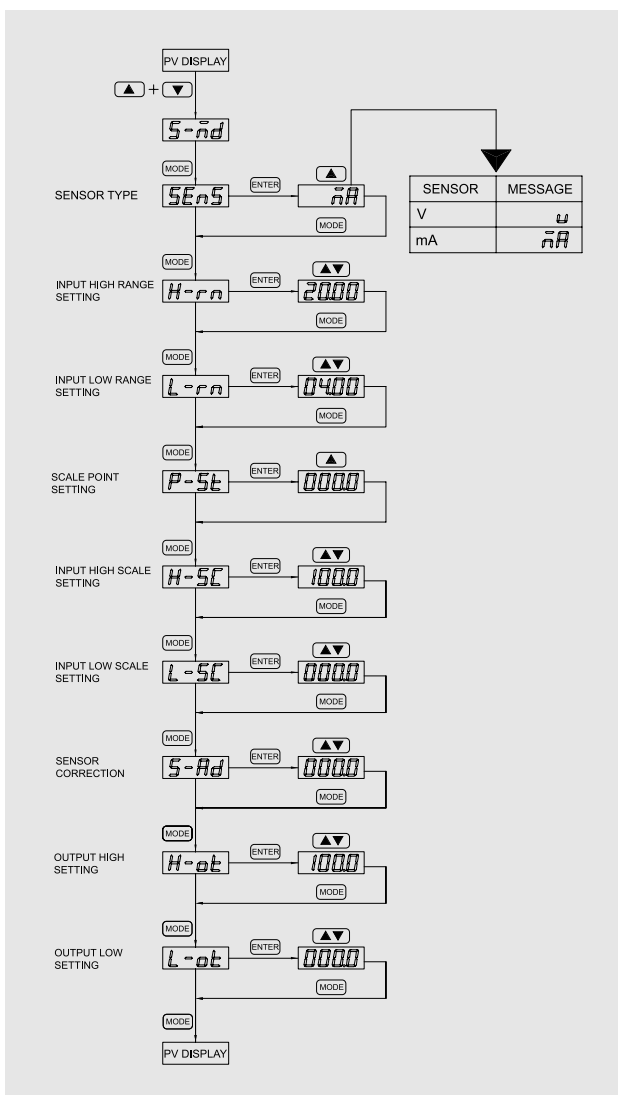 PV DISPLAY
▲ + ▼
S-n̄d
MODE
SENSOR TYPE
SEnS
ENTER
▲
n̄A
MODE
SENSOR MESSAGE
V u
mA n̄A
MODE
INPUT HIGH RANGE
SETTING
H-rn
ENTER
▲▼
20.00
MODE
MODE
INPUT LOW RANGE
SETTING
L-rn
ENTER
▲▼
04.00
MODE
MODE
SCALE POINT
SETTING
P-St
ENTER
▲
000.0
MODE
INPUT HIGH SCALE
SETTING
H-SC
ENTER
▲▼
100.0
MODE
MODE
INPUT LOW SCALE
SETTING
L-SC
ENTER
▲▼
000.0
MODE
MODE
SENSOR
CORRECTION
S-Ad
ENTER
▲▼
000.0
MODE
MODE
OUTPUT HIGH
SETTING
H-ot
ENTER
▲▼
100.0
MODE
MODE
OUTPUT LOW
SETTING
L-ot
ENTER
▲▼
000.0
MODE
MODE
PV DISPLAY